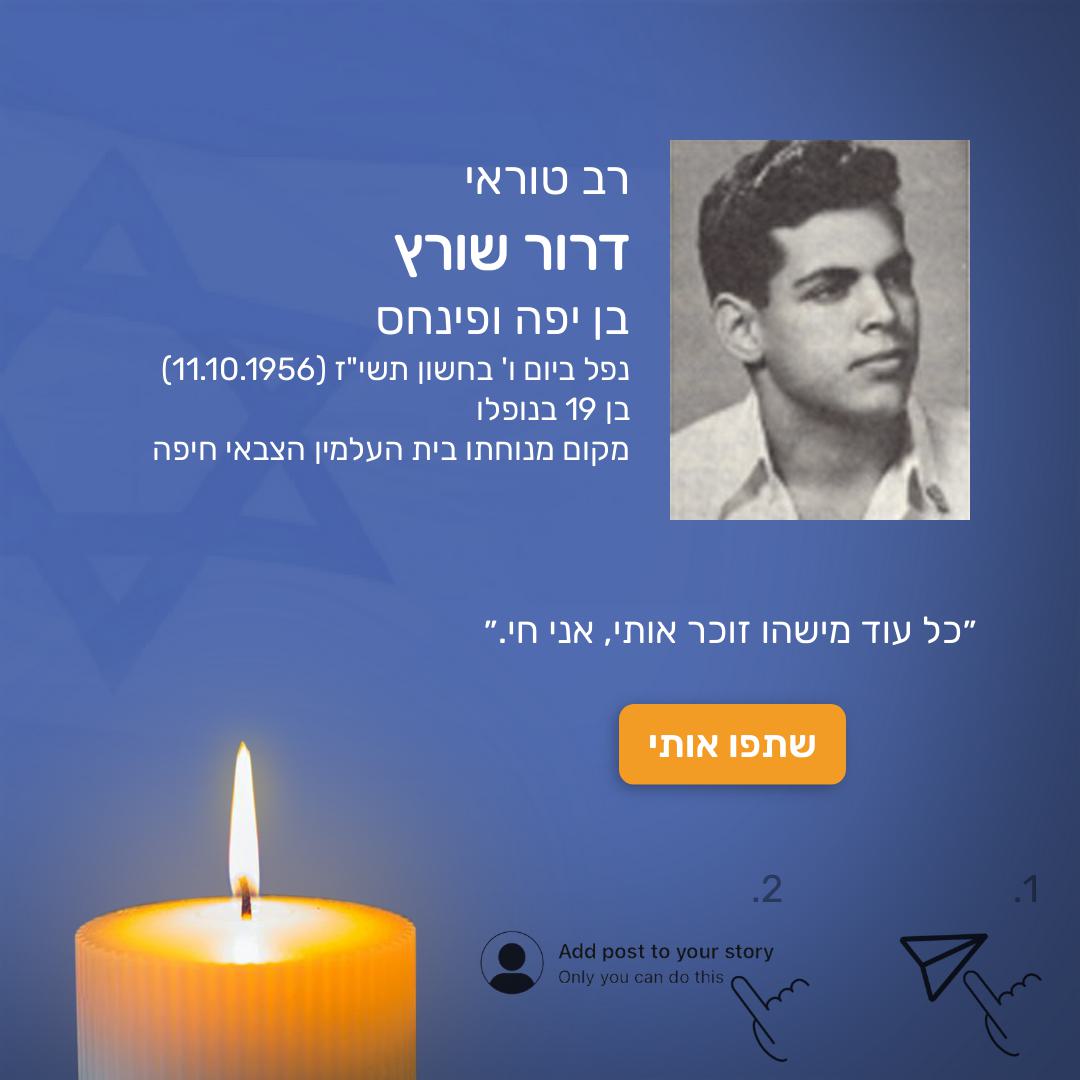 רב טוראי
דרור שורץ
בן יפה ופינחס
נפל ביום ו' בחשון תשי"ז (11.10.1956)
בן 19 בנופלו
מקום מנוחתו בית העלמין הצבאי חיפה
״כל עוד מישהו זוכר אותי, אני חי.״
שתפו אותי
1.
2.
Add post to your story
Only you can do this